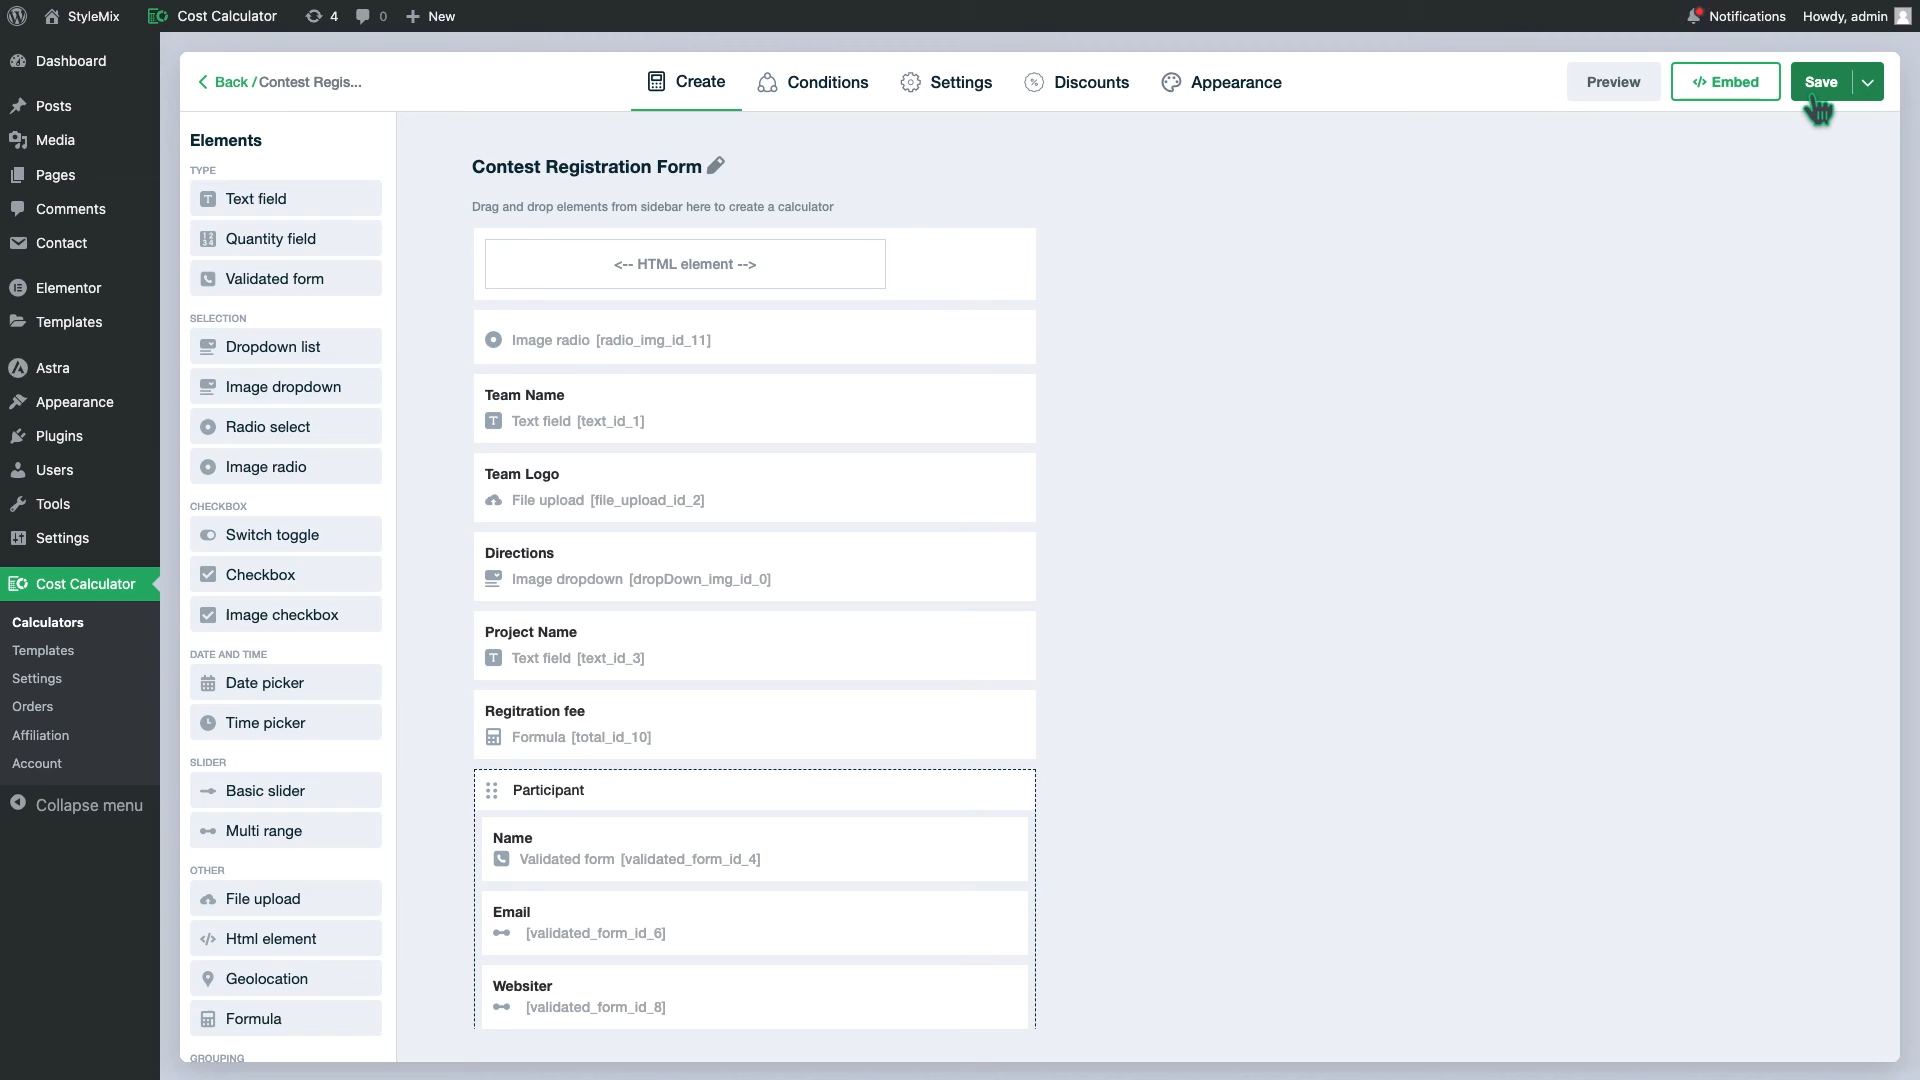 StyleMix
Cost Calculator
4
0
New
Notifications
Howdy, admin
Dashboard
Posts
Media
Pages
Comments
Contact
Elementor
Templates
Astra
Appearance
Plugins
Users
Tools
Settings
Cost Calculator
Calculators
Templates
Settings
Orders
Affiliation
Account
Collapse menu
Back / Contest Regis...
Create
Conditions
Settings
Discounts
Appearance
Preview
</> Embed
Save
Elements
TYPE
Text field
Quantity field
Validated form
SELECTION
Dropdown list
Image dropdown
Radio select
Image radio
CHECKBOX
Switch toggle
Checkbox
Image checkbox
DATE AND TIME
Date picker
Time picker
SLIDER
Basic slider
Multi range
OTHER
File upload
Html element
Geolocation
Formula
GROUPING
Contest Registration Form
Drag and drop elements from sidebar here to create a calculator
<-- HTML element -->
Image radio [radio_img_id_11]
Team Name
Text field [text_id_1]
Team Logo
File upload [file_upload_id_2]
Directions
Image dropdown [dropDown_img_id_0]
Project Name
Text field [text_id_3]
Regitration fee
Formula [total_id_10]
Participant
Name
Validated form [validated_form_id_4]
Email
[validated_form_id_6]
Websiter
[validated_form_id_8]